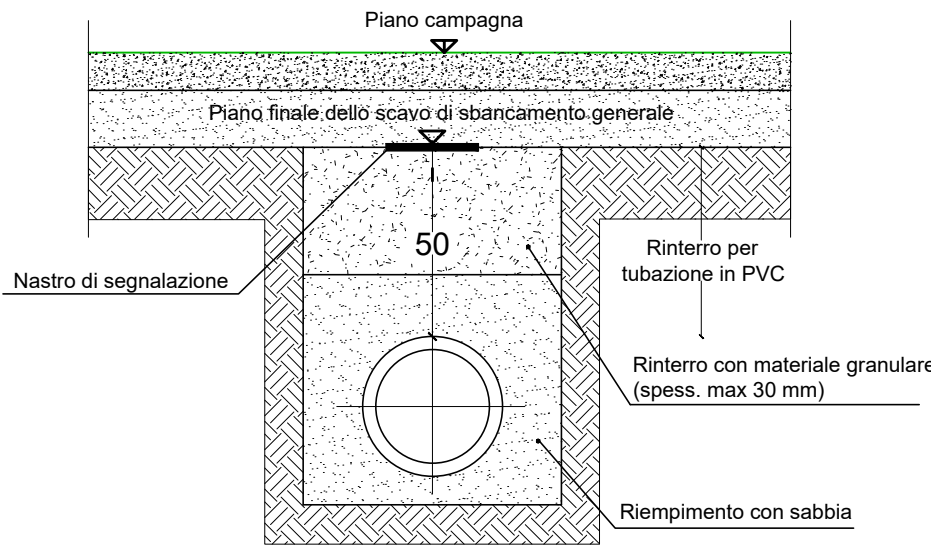 Piano campagna
Piano finale dello scavo di sbancamento generale
50
Nastro di segnalazione
Rinterro per
tubazione in PVC
Rinterro con materiale granulare
(spess. max 30 mm)
Riempimento con sabbia